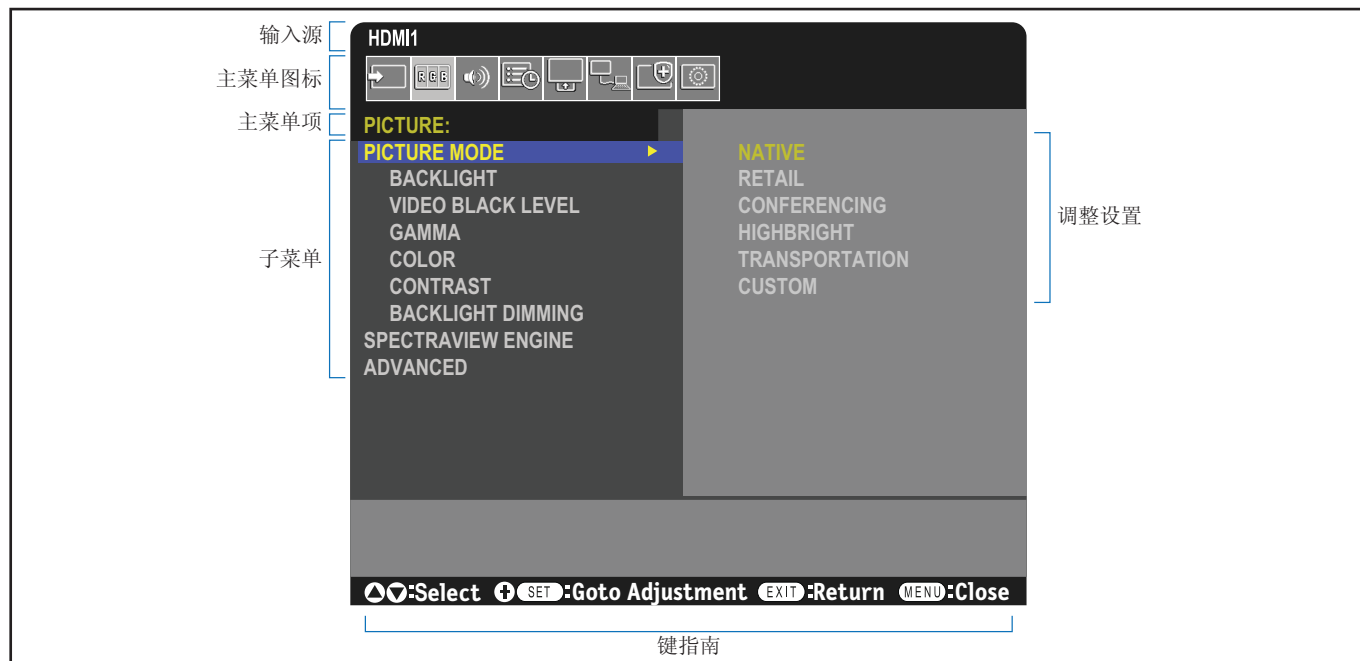 输入源
HDMI1
主菜单图标
RGB
主菜单项
PICTURE:
子菜单
PICTURE MODE
BACKLIGHT
VIDEO BLACK LEVEL
GAMMA
COLOR
CONTRAST
BACKLIGHT DIMMING
SPECTRAVIEW ENGINE
ADVANCED
NATIVE
RETAIL
CONFERENCING
HIGHBRIGHT
TRANSPORTATION
CUSTOM
调整设置
:Select SET :Goto Adjustment EXIT :Return MENU :Close
键指南